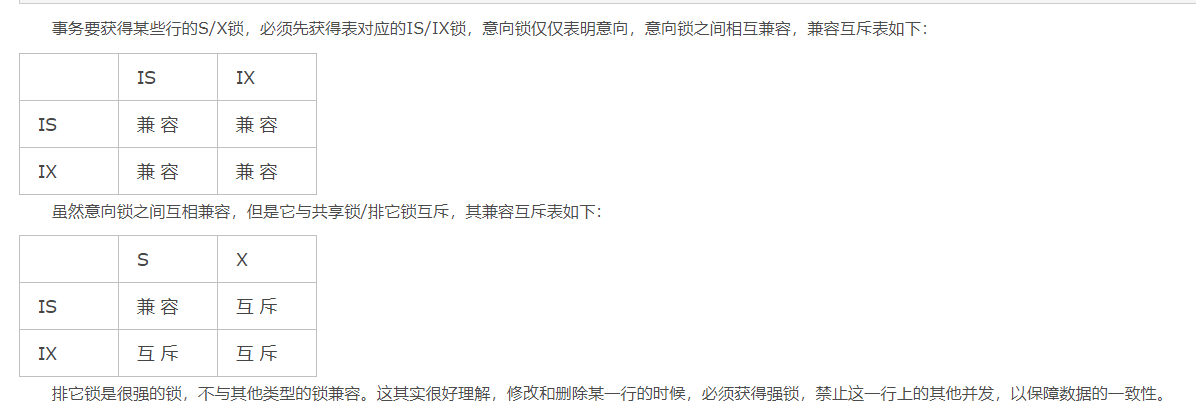 事务要获得某些行的S/X锁，必须先获得表对应的IS/IX锁，意向锁仅仅表明意向，意向锁之间相互兼容，兼容互斥表如下：
IS IX
IS 兼 容 兼 容
IX 兼 容 兼 容
虽然意向锁之间互相兼容，但是它与共享锁/排它锁互斥，其兼容互斥表如下：
S X
IS 兼 容 互 斥
IX 互 斥 互 斥
排它锁是很强的锁，不与其他类型的锁兼容。这其实很好理解，修改和删除某一行的时候，必须获得强锁，禁止这一行上的其他并发，以保障数据的一致性。